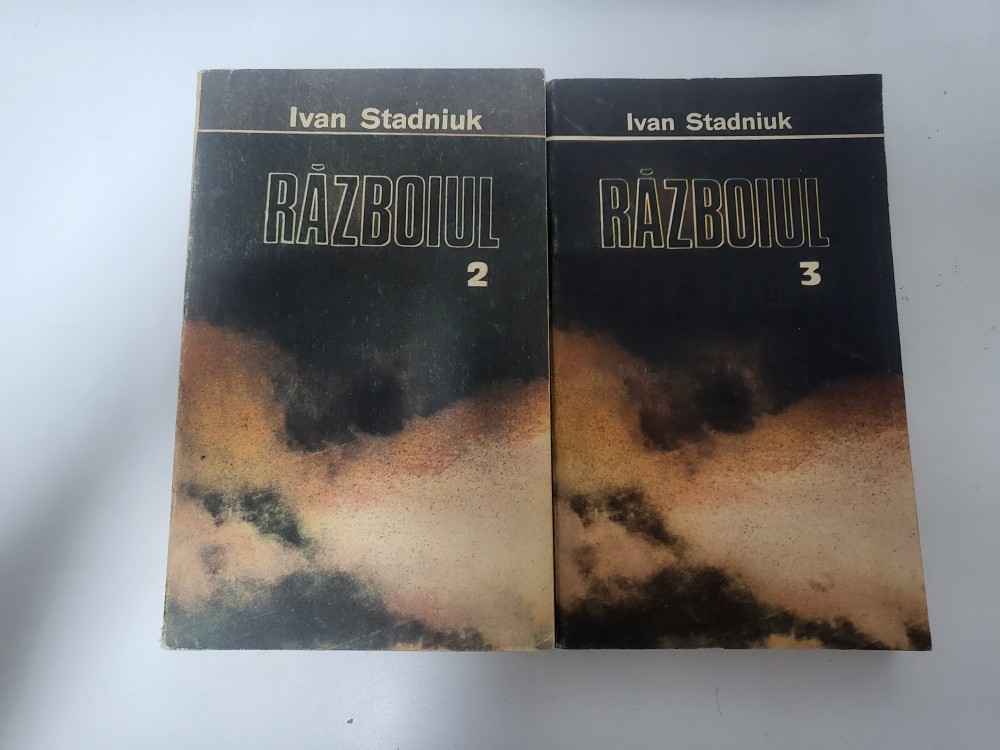 Ivan Stadniuk
RĂZBOIUL
2
Ivan Stadniuk
RĂZBOIUL
3